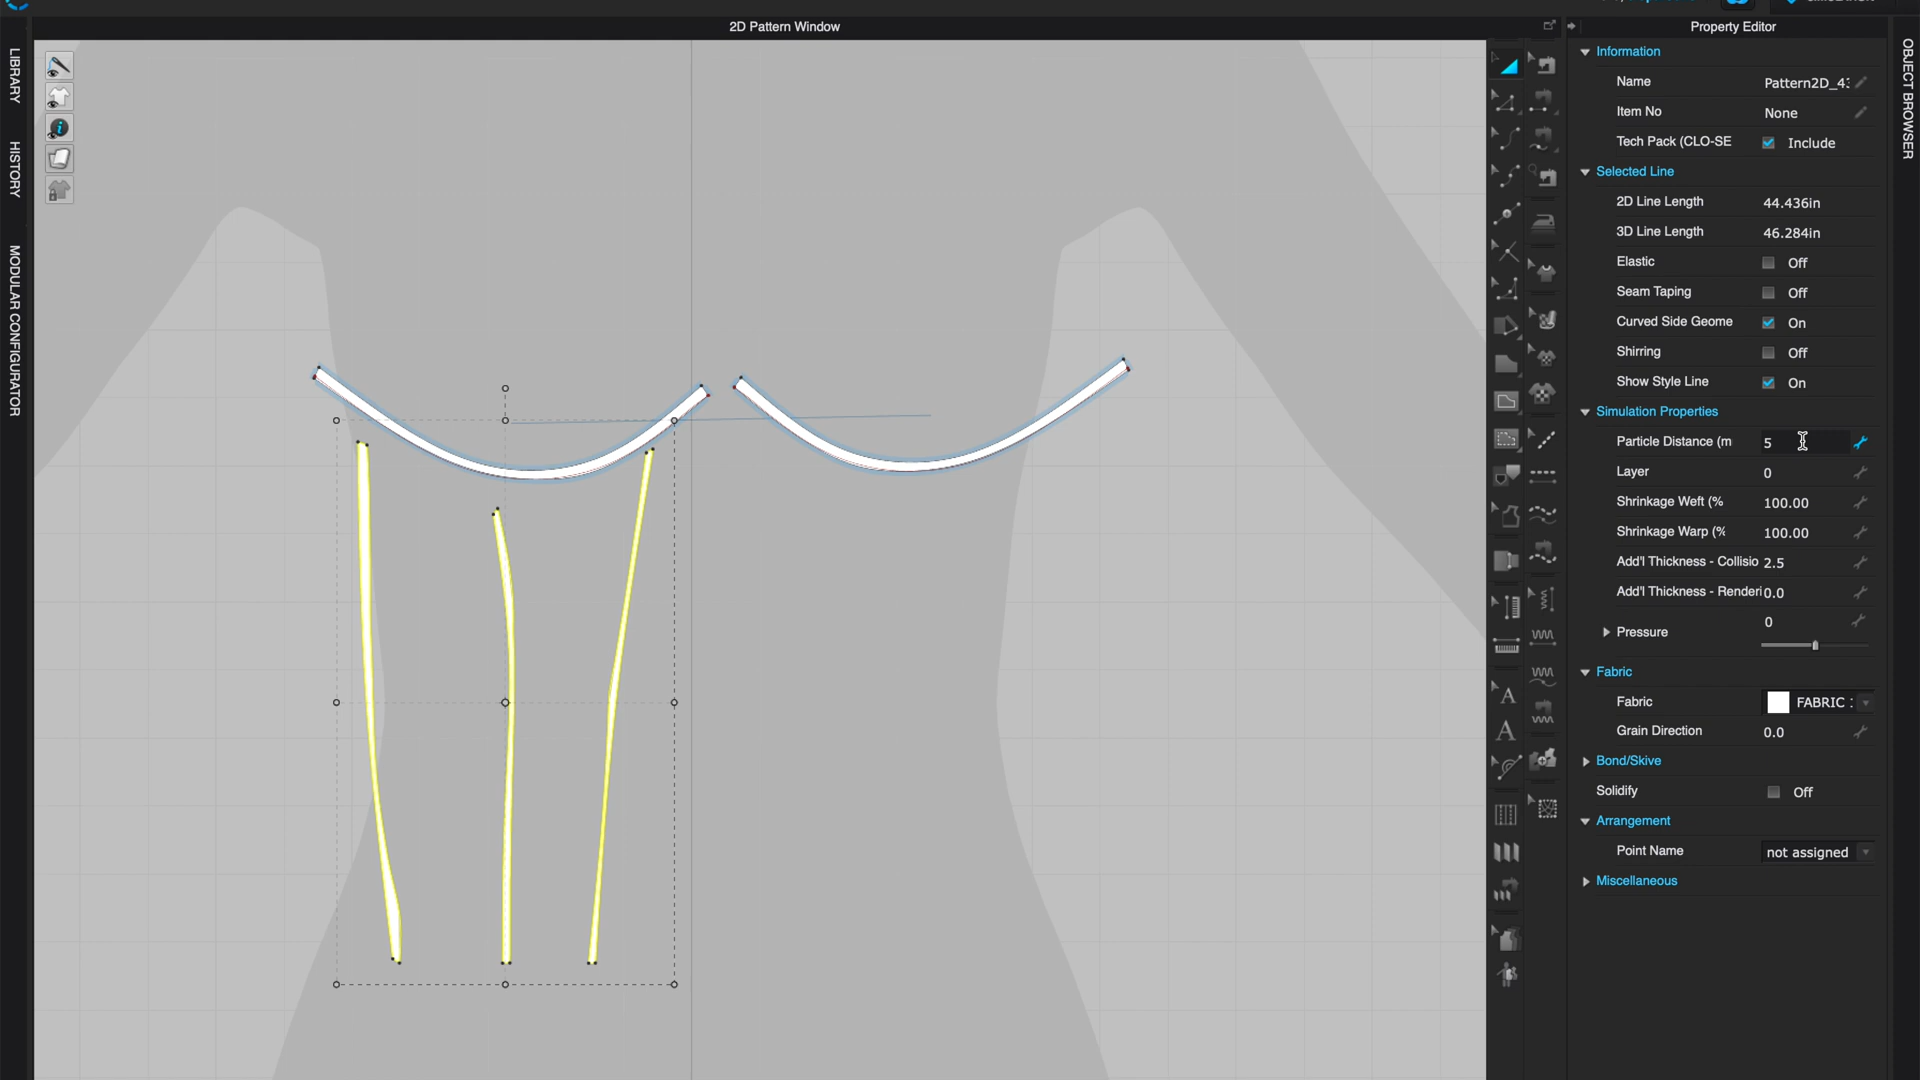 2D Pattern Window
Property Editor
LIBRARY
HISTORY
MODULAR CONFIGURATOR
OBJECT BROWSER
Information
Name Pattern2D_43
Item No None
Tech Pack (CLO-SE Include
Selected Line
2D Line Length 44.436in
3D Line Length 46.284in
Elastic Off
Seam Taping Off
Curved Side Geome On
Shirring Off
Show Style Line On
Simulation Properties
Particle Distance (m 5
Layer 0
Shrinkage Weft (% 100.00
Shrinkage Warp (% 100.00
Add'l Thickness - Collisio 2.5
Add'l Thickness - Renderi 0.0
Pressure 0
Fabric
Fabric FABRIC
Grain Direction 0.0
Bond/Skive
Solidify Off
Arrangement
Point Name not assigned
Miscellaneous
A
A